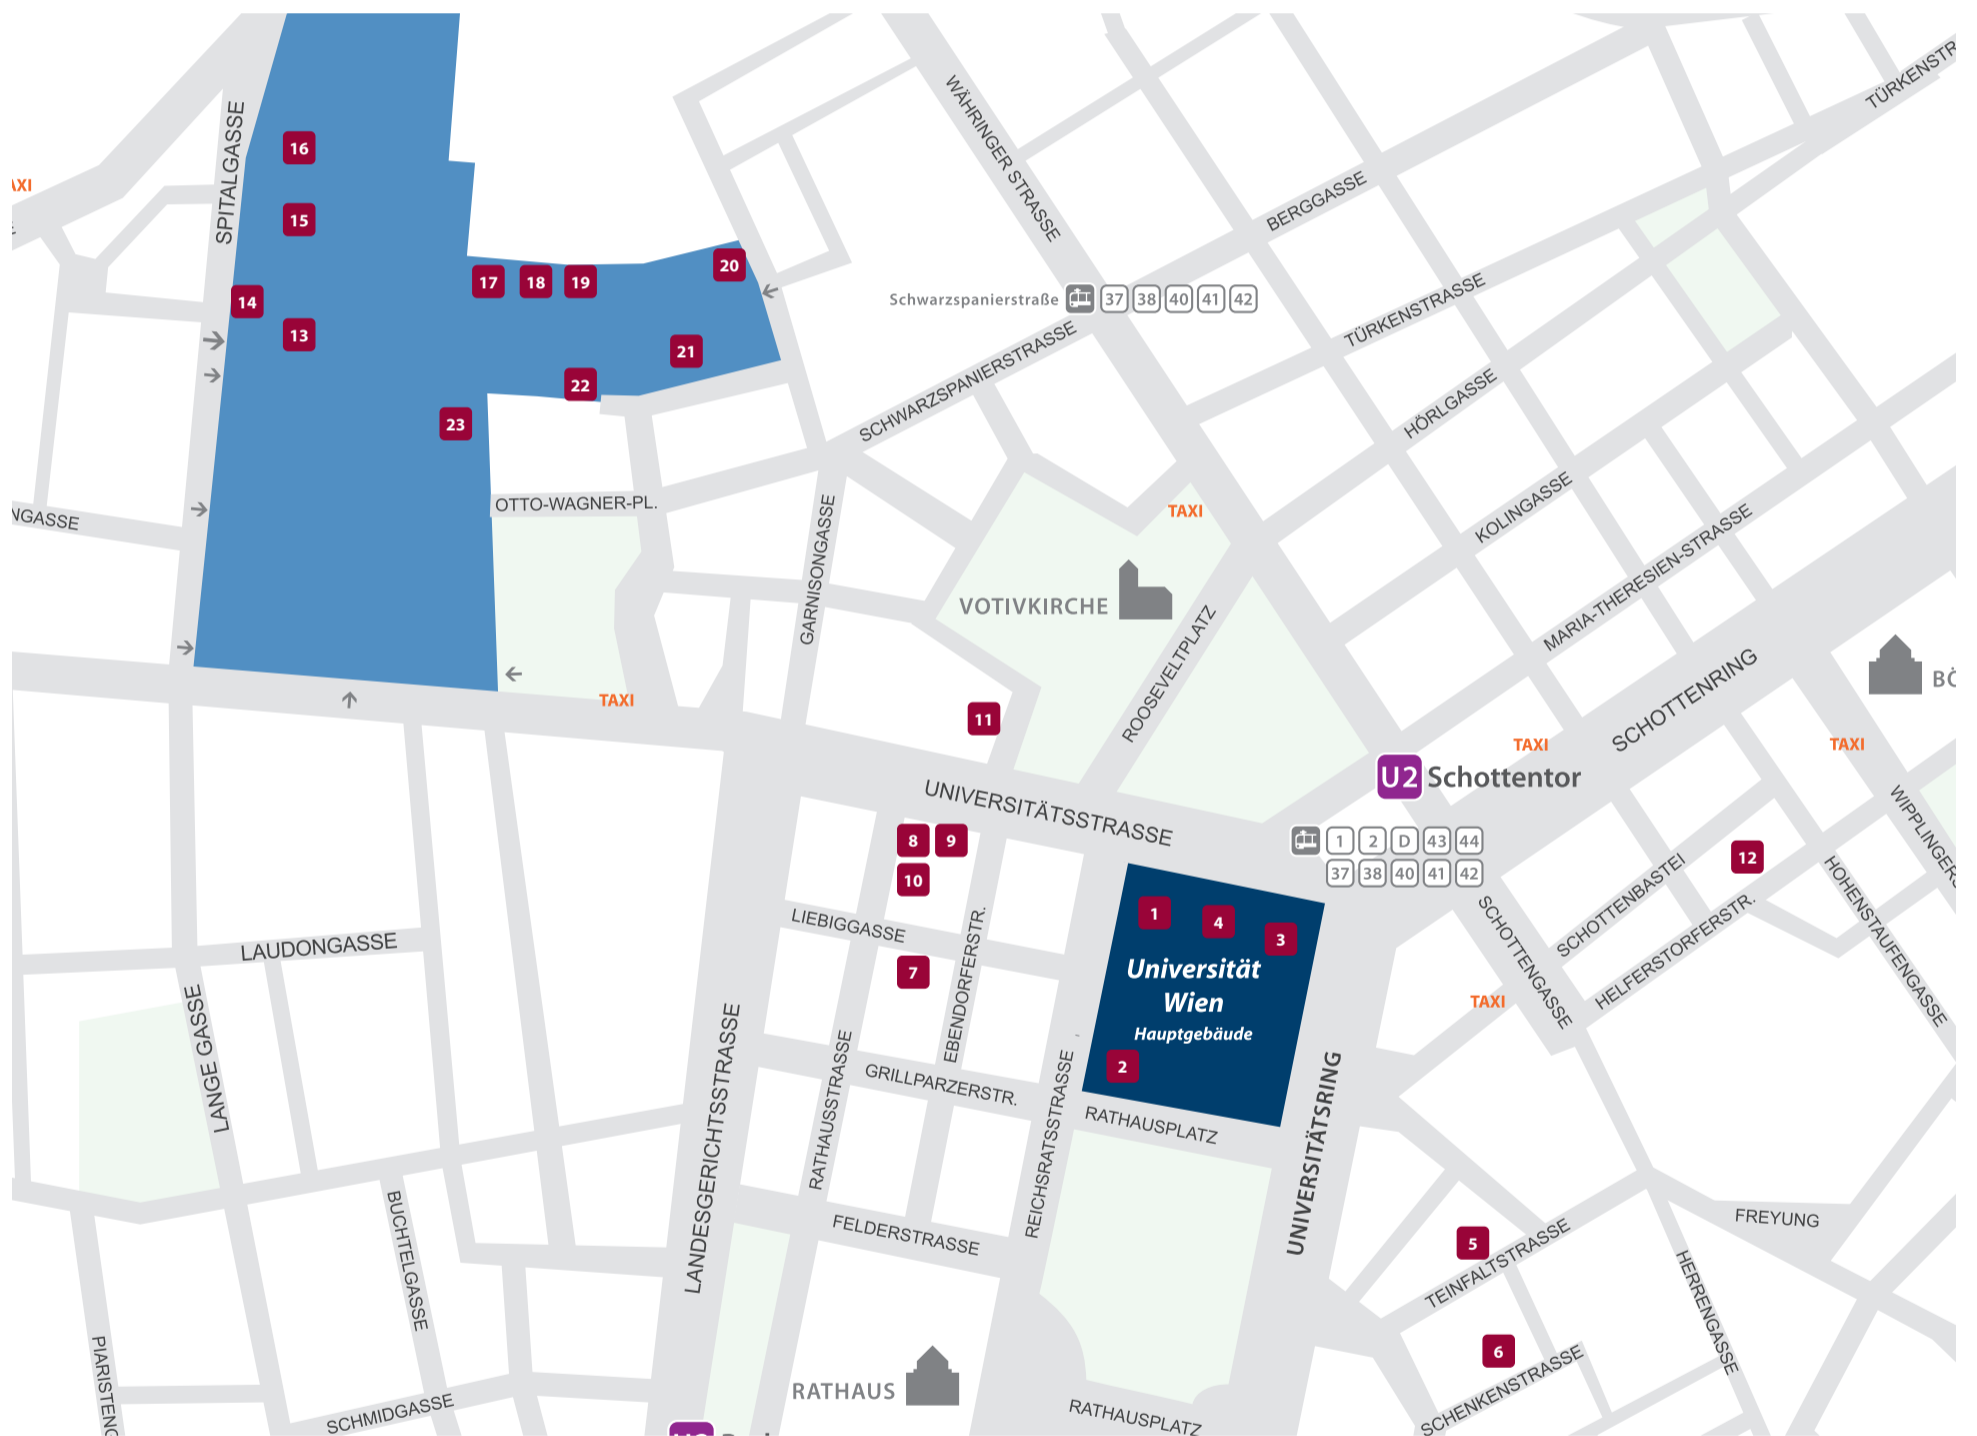 WÄHRINGER STRASSE
TÜRKENSTR
SPITALGASSE
16
TAXI
15
BERGGASSE
20
17
18
19
14
Schwarzspanierstraße 37 38 40 41 42
13
TÜRKENSTRASSE
21
22
SCHWARZSPANIERSTRASSE
HÖRLGASSE
23
OTTO-WAGNER-PL.
TAXI
NGASSE
KOLINGASSE
GARNISONGASSE
MARIA-THERESIEN-STRASSE
VOTIVKIRCHE
ROOSEVELTPLATZ
BÖ
TAXI
SCHOTTENRING
11
TAXI
TAXI
U2 Schottentor
UNIVERSITÄTSSTRASSE
WIPPLINGERS
8
9
1 2 D 43 44
37 38 40 41 42
10
12
SCHOTTENBASTEI
HOHENSTAUFENGASSE
LIEBIGGASSE
1
4
3
SCHOTTENGASSE
HELFERSTORFERSTR.
LAUDONGASSE
7
EBENDORFERSTR.
Universität
Wien
Hauptgebäude
TAXI
LANGE GASSE
2
LANDESGERICHTSSTRASSE
RATHAUSSTRASSE
GRILLPARZERSTR.
REICHSRATSSTRASSE
RATHAUSPLATZ
UNIVERSITÄTSRING
BUCHTELGASSE
FELDERSTRASSE
5
TEINFALTSTRASSE
FREYUNG
HERRENGASSE
6
PIARISTENG
RATHAUS
SCHENKENSTRASSE
SCHMIDGASSE
RATHAUSPLATZ